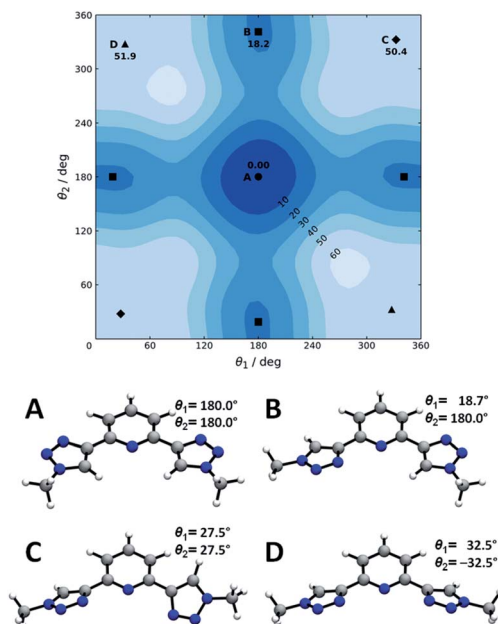 360
300
240
180
120
60
0
60
120
180
240
300
360
θ2 / deg
θ1 / deg
D
51.9
B
18.2
C
50.4
0.00
A
10
20
30
40
50
60
A
θ1 = 180.0°
θ2 = 180.0°
B
θ1 = 18.7°
θ2 = 180.0°
C
θ1 = 27.5°
θ2 = 27.5°
D
θ1 = 32.5°
θ2 = −32.5°